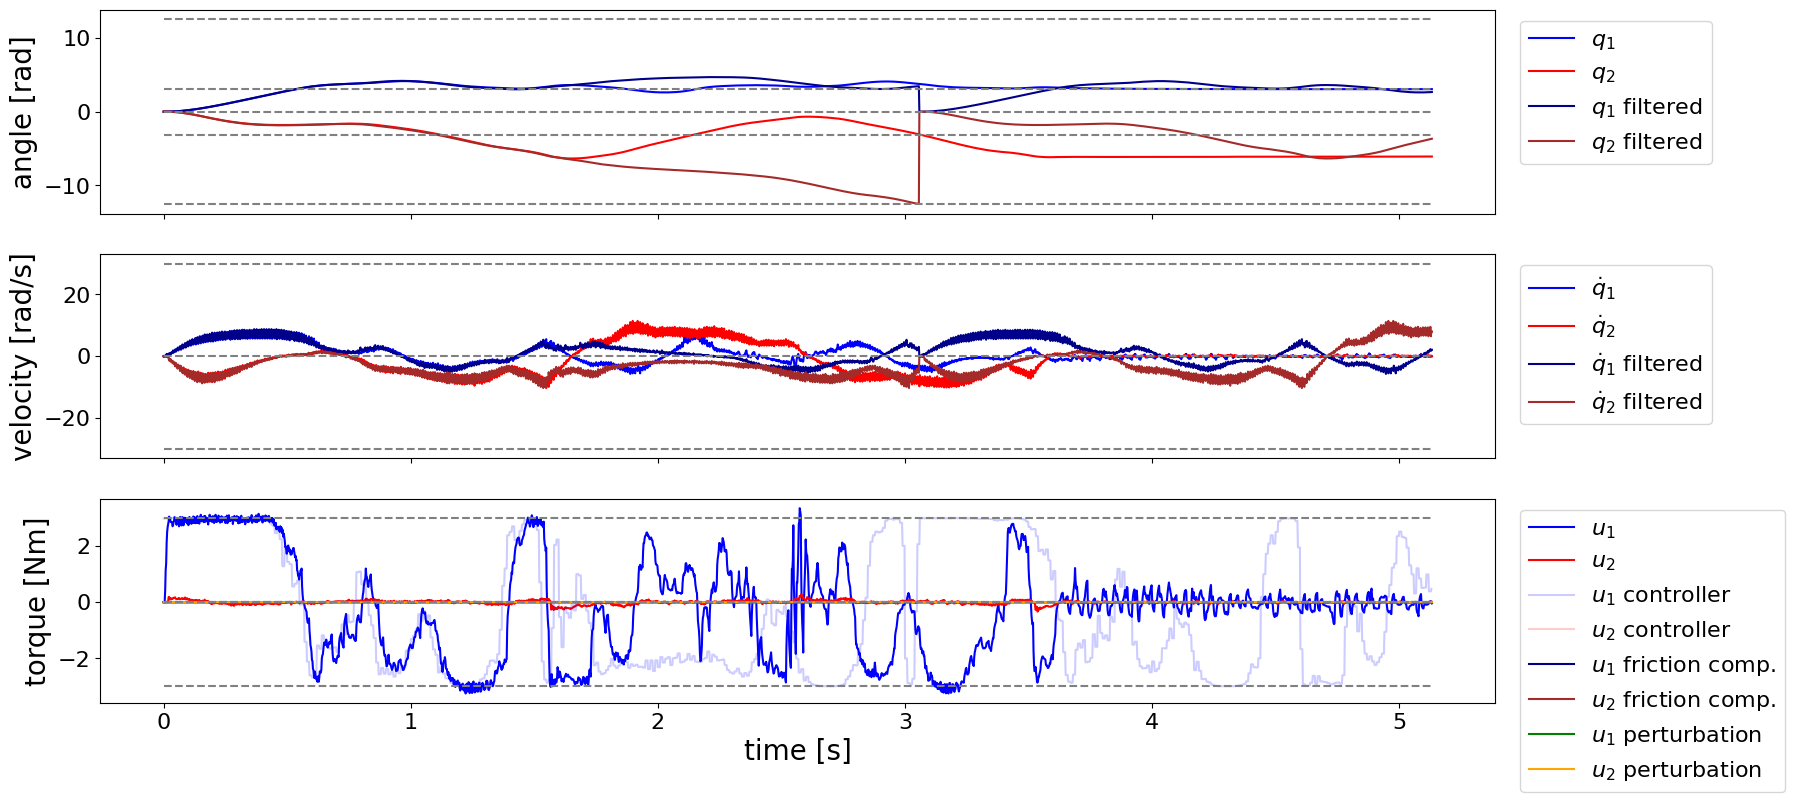 angle [rad]
10
0
−10
q₁
q₂
q₁ filtered
q₂ filtered
velocity [rad/s]
20
0
−20
q̇₁
q̇₂
q̇₁ filtered
q̇₂ filtered
torque [Nm]
2
0
−2
0 1 2 3 4 5
time [s]
u₁
u₂
u₁ controller
u₂ controller
u₁ friction comp.
u₂ friction comp.
u₁ perturbation
u₂ perturbation